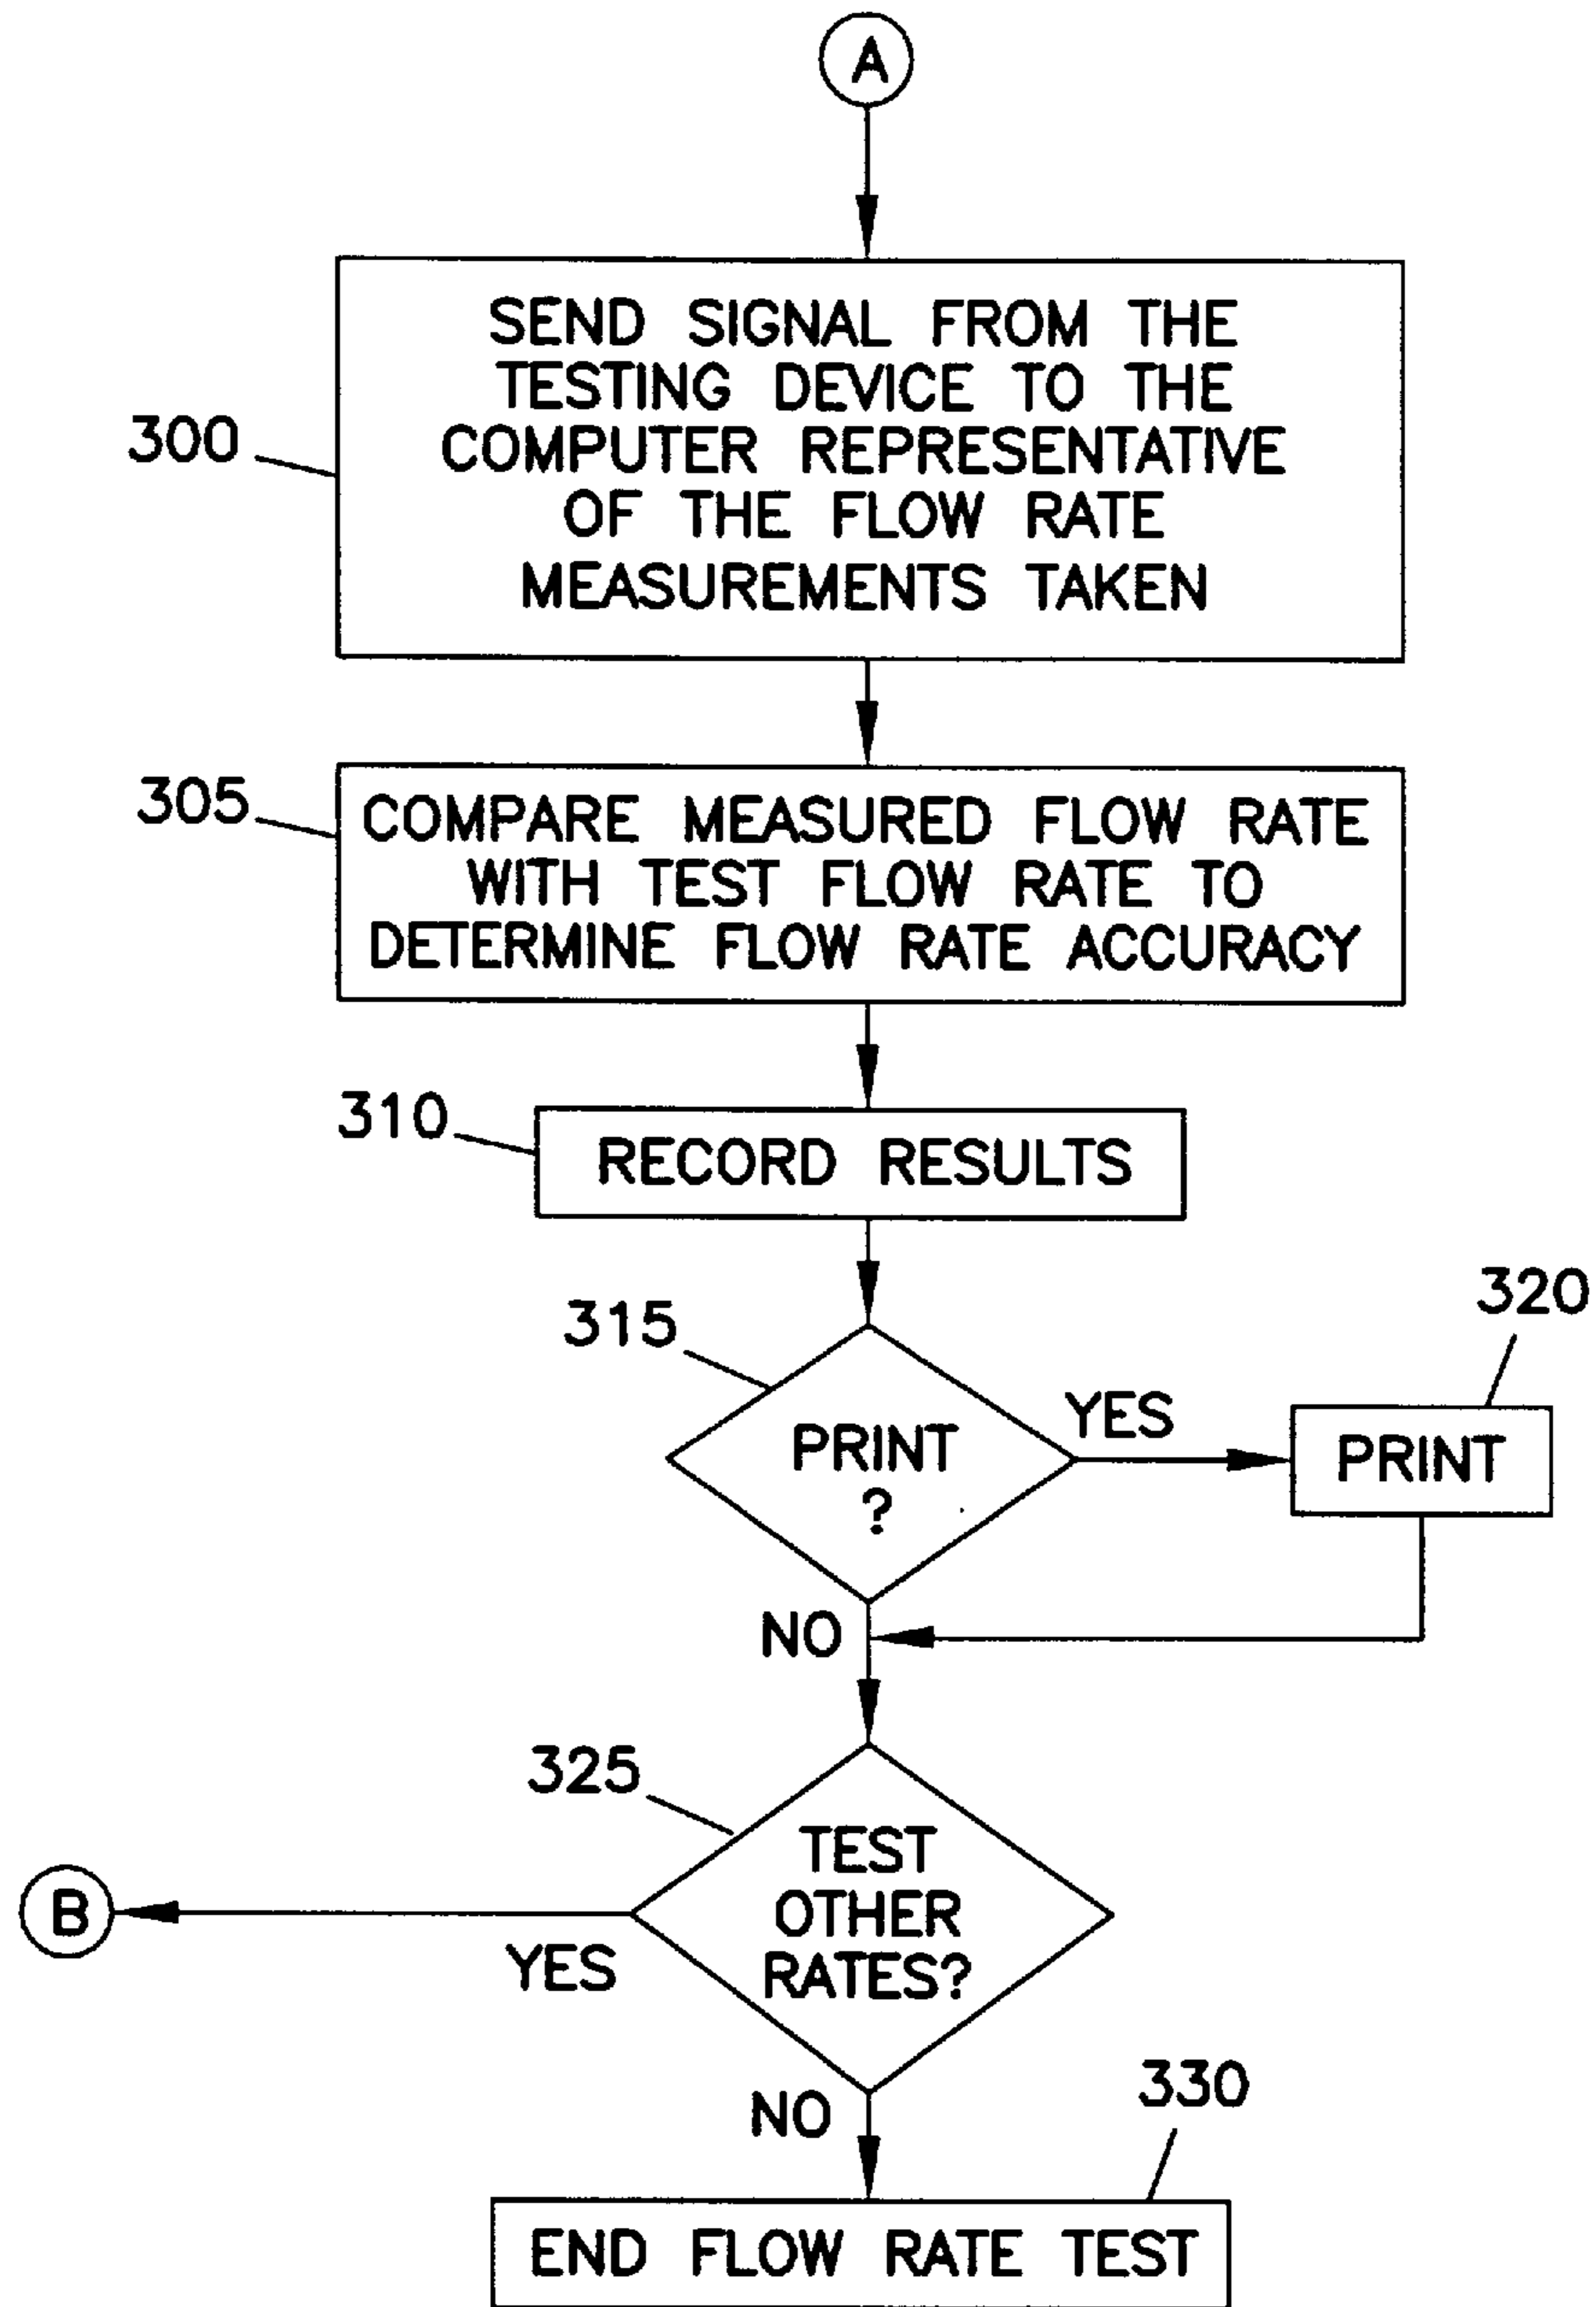 A
300
SEND SIGNAL FROM THE
TESTING DEVICE TO THE
COMPUTER REPRESENTATIVE
OF THE FLOW RATE
MEASUREMENTS TAKEN
305
COMPARE MEASURED FLOW RATE
WITH TEST FLOW RATE TO
DETERMINE FLOW RATE ACCURACY
310
RECORD RESULTS
315
PRINT
?
YES
320
PRINT
NO
325
TEST
OTHER
RATES?
YES
B
NO
330
END FLOW RATE TEST